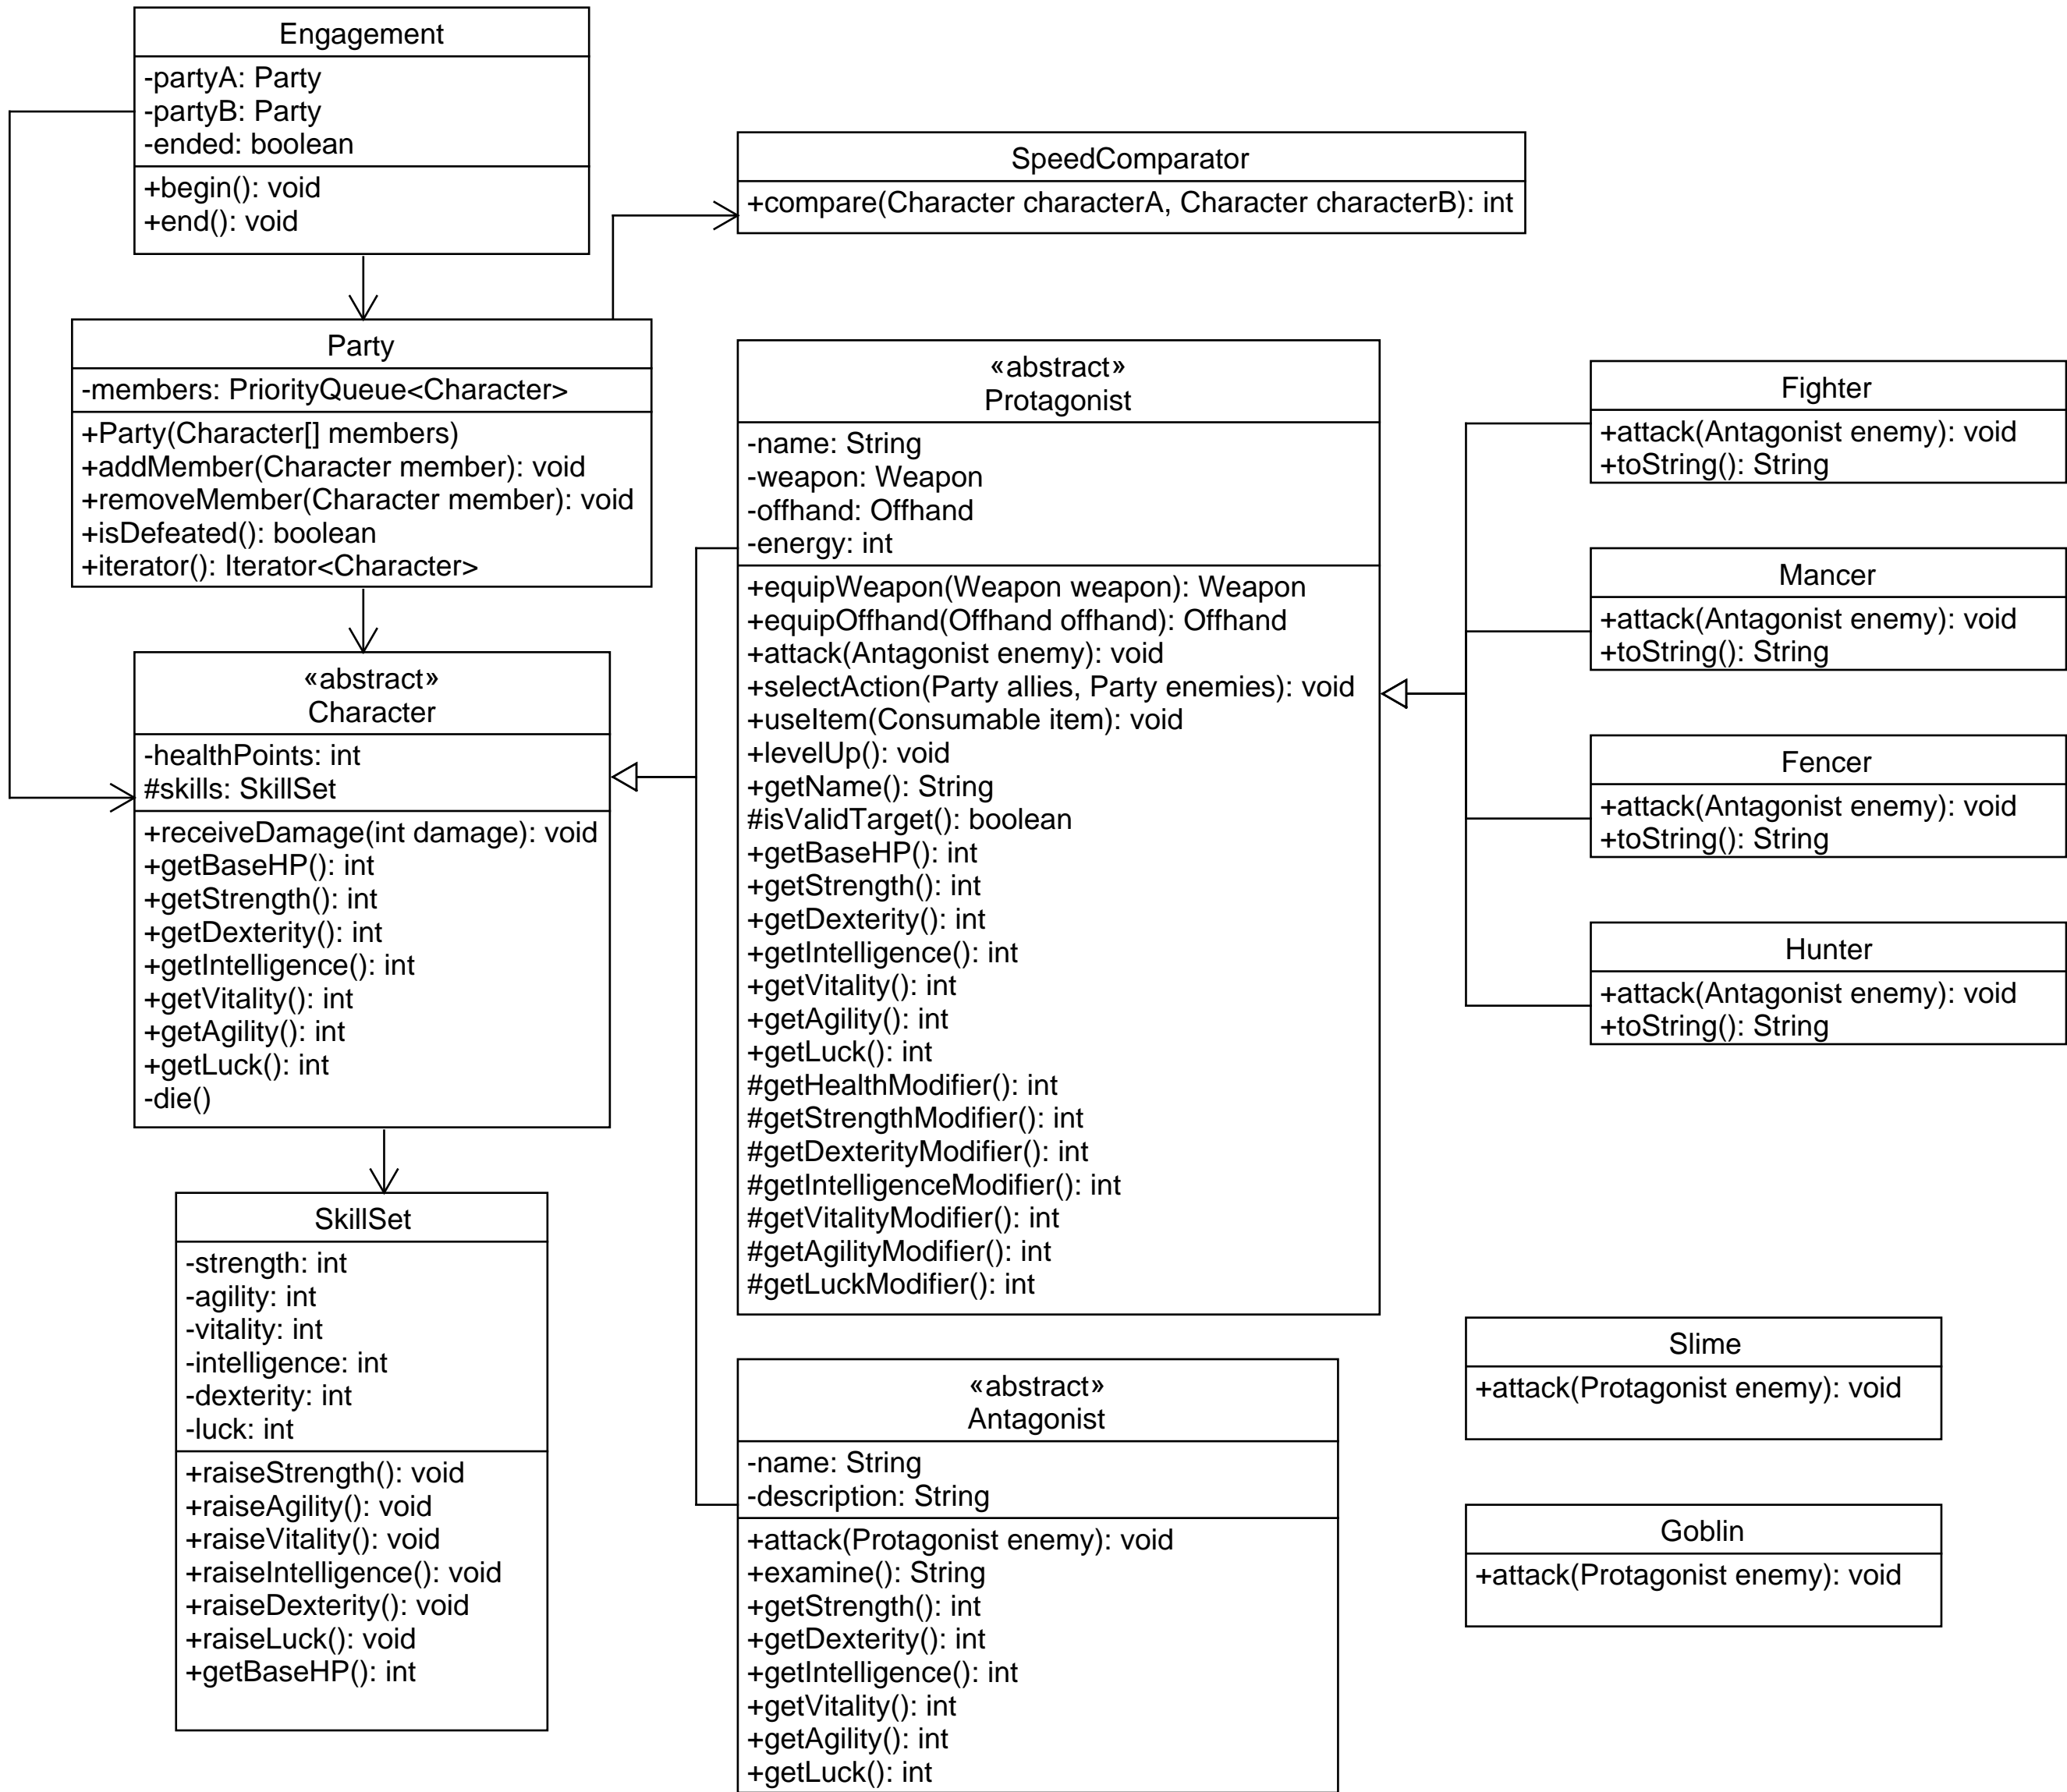 Engagement
-partyA: Party
-partyB: Party
-ended: boolean
+begin(): void
+end(): void
SpeedComparator
+compare(Character characterA, Character characterB): int
Party
-members: PriorityQueue<Character>
+Party(Character[] members)
+addMember(Character member): void
+removeMember(Character member): void
+isDefeated(): boolean
+iterator(): Iterator<Character>
«abstract»
Character
-healthPoints: int
#skills: SkillSet
+receiveDamage(int damage): void
+getBaseHP(): int
+getStrength(): int
+getDexterity(): int
+getIntelligence(): int
+getVitality(): int
+getAgility(): int
+getLuck(): int
-die()
SkillSet
-strength: int
-agility: int
-vitality: int
-intelligence: int
-dexterity: int
-luck: int
+raiseStrength(): void
+raiseAgility(): void
+raiseVitality(): void
+raiseIntelligence(): void
+raiseDexterity(): void
+raiseLuck(): void
+getBaseHP(): int
«abstract»
Protagonist
-name: String
-weapon: Weapon
-offhand: Offhand
-energy: int
+equipWeapon(Weapon weapon): Weapon
+equipOffhand(Offhand offhand): Offhand
+attack(Antagonist enemy): void
+selectAction(Party allies, Party enemies): void
+useItem(Consumable item): void
+levelUp(): void
+getName(): String
#isValidTarget(): boolean
+getBaseHP(): int
+getStrength(): int
+getDexterity(): int
+getIntelligence(): int
+getVitality(): int
+getAgility(): int
+getLuck(): int
#getHealthModifier(): int
#getStrengthModifier(): int
#getDexterityModifier(): int
#getIntelligenceModifier(): int
#getVitalityModifier(): int
#getAgilityModifier(): int
#getLuckModifier(): int
«abstract»
Antagonist
-name: String
-description: String
+attack(Protagonist enemy): void
+examine(): String
+getStrength(): int
+getDexterity(): int
+getIntelligence(): int
+getVitality(): int
+getAgility(): int
+getLuck(): int
Fighter
+attack(Antagonist enemy): void
+toString(): String
Mancer
+attack(Antagonist enemy): void
+toString(): String
Fencer
+attack(Antagonist enemy): void
+toString(): String
Hunter
+attack(Antagonist enemy): void
+toString(): String
Slime
+attack(Protagonist enemy): void
Goblin
+attack(Protagonist enemy): void